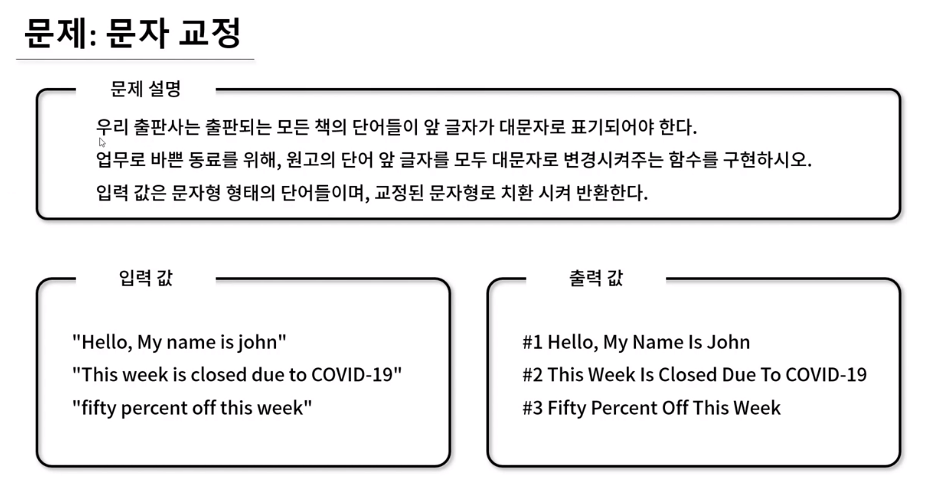 문제: 문자 교정
문제 설명
우리 출판사는 출판되는 모든 책의 단어들이 앞 글자가 대문자로 표기되어야 한다.
업무로 바쁜 동료를 위해, 원고의 단어 앞 글자를 모두 대문자로 변경시켜주는 함수를 구현하시오.
입력 값은 문자형 형태의 단어들이며, 교정된 문자형로 치환 시켜 반환한다.
입력 값
"Hello, My name is john"
"This week is closed due to COVID-19"
"fifty percent off this week"
출력 값
#1 Hello, My Name Is John
#2 This Week Is Closed Due To COVID-19
#3 Fifty Percent Off This Week